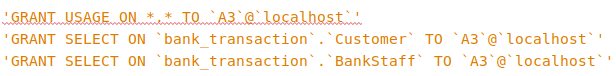 'GRANT USAGE ON *.* TO `A3`@`localhost`'
'GRANT SELECT ON `bank_transaction`.`Customer` TO `A3`@`localhost`'
'GRANT SELECT ON `bank_transaction`.`BankStaff` TO `A3`@`localhost`'